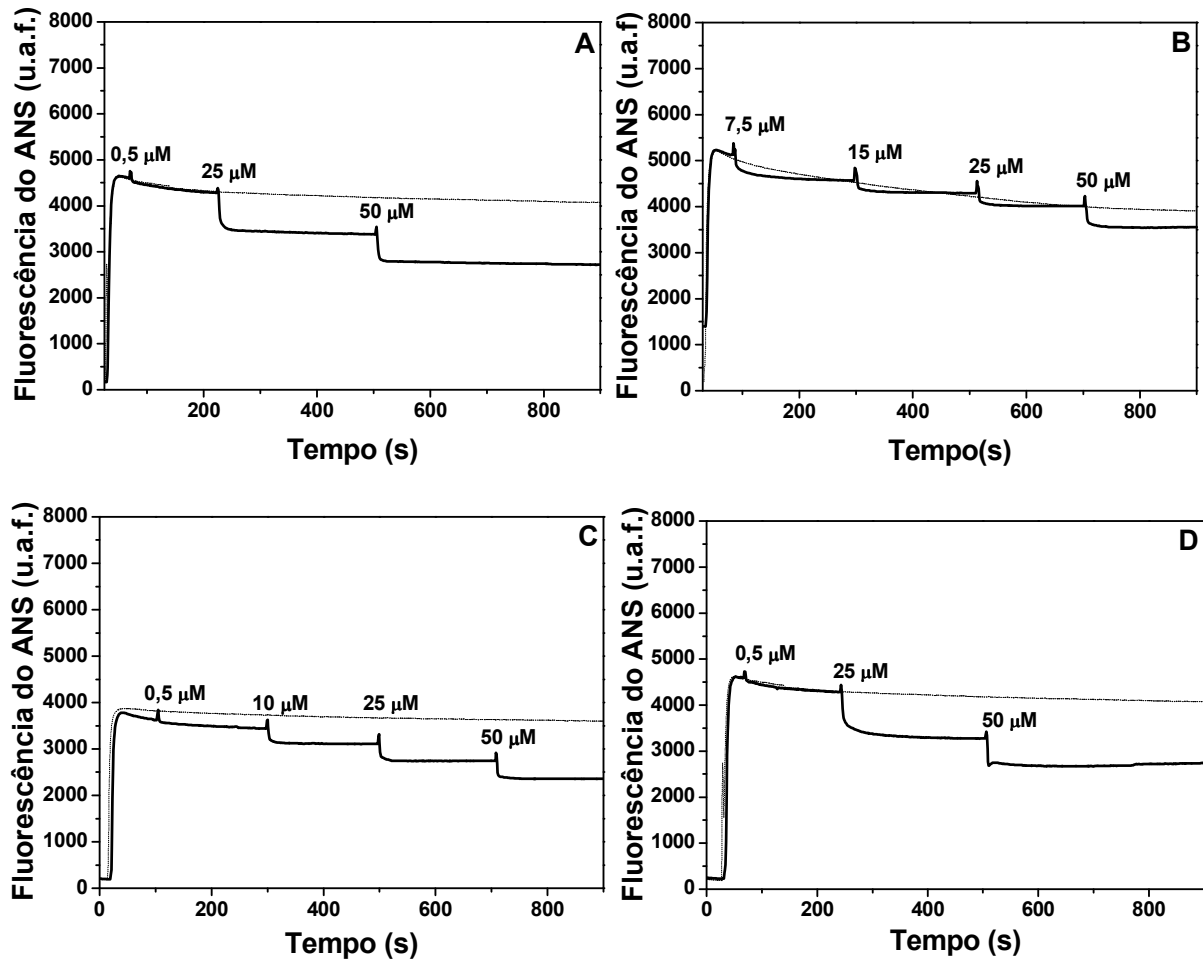 A
Fluorescência do ANS (u.a.f.)
8000
7000
6000
5000
4000
3000
2000
1000
0
0,5 μM
25 μM
50 μM
200 400 600 800
Tempo (s)
B
Fluorescência do ANS (u.a.f)
8000
7000
6000
5000
4000
3000
2000
1000
0
7,5 μM
15 μM
25 μM
50 μM
200 400 600 800
Tempo(s)
C
Fluorescência do ANS (u.a.f.)
8000
7000
6000
5000
4000
3000
2000
1000
0
0,5 μM
10 μM
25 μM
50 μM
0 200 400 600 800
Tempo (s)
D
Fluorescência do ANS (u.a.f.)
8000
7000
6000
5000
4000
3000
2000
1000
0
0,5 μM
25 μM
50 μM
0 200 400 600 800
Tempo (s)